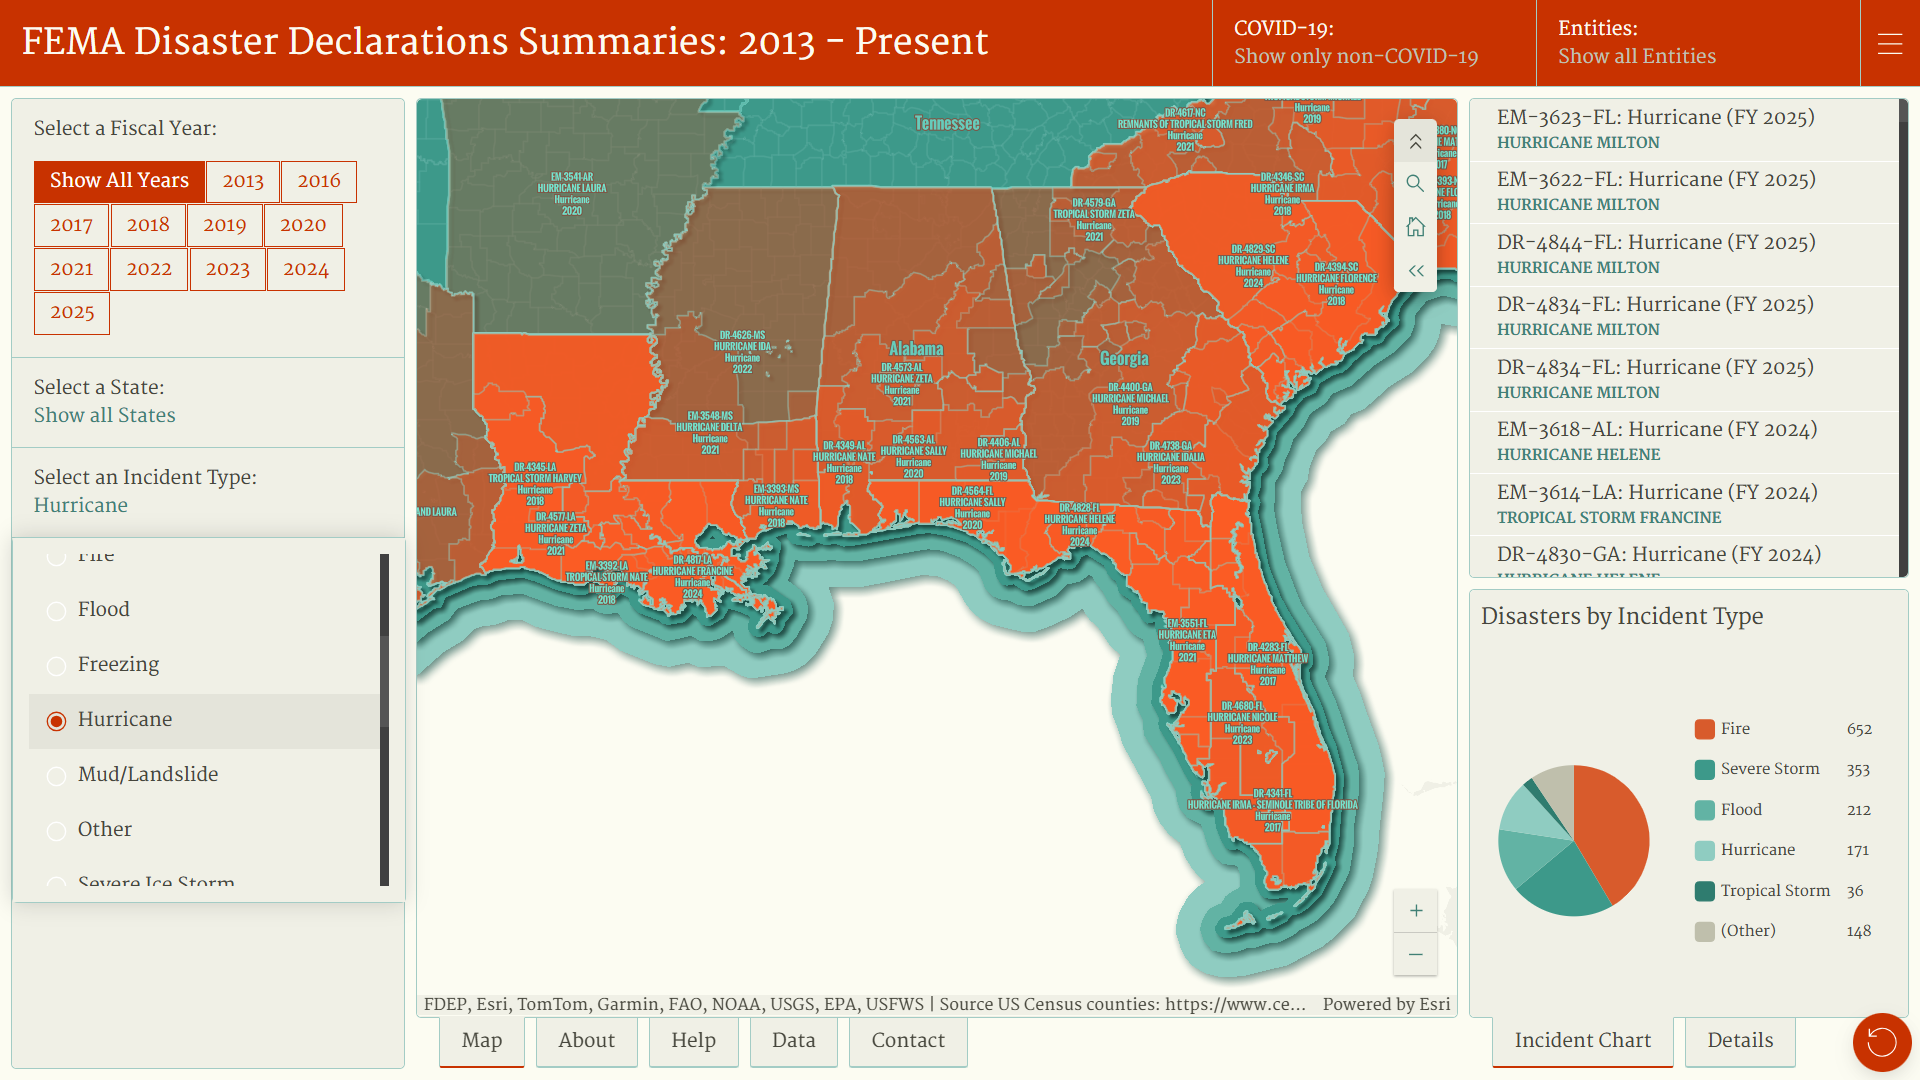 FEMA Disaster Declarations Summaries: 2013 - Present
COVID-19:
Show only non-COVID-19
Entities:
Show all Entities
Select a Fiscal Year:
Show All Years
2013
2016
2017
2018
2019
2020
2021
2022
2023
2024
2025
Select a State:
Show all States
Select an Incident Type:
Hurricane
Fire
Flood
Freezing
Hurricane
Mud/Landslide
Other
Severe Ice Storm
Tennessee
DR-4617-NC
REMNANTS OF TROPICAL STORM FRED
Hurricane
2021
Hurricane
2019
EM-3541-AR
HURRICANE LAURA
Hurricane
2020
DR-4346-SC
HURRICANE IRMA
Hurricane
2018
DR-4579-GA
TROPICAL STORM ZETA
Hurricane
2021
DR-4829-SC
HURRICANE HELENE
Hurricane
2024
DR-4394-SC
HURRICANE FLORENCE
Hurricane
2018
DR-4626-MS
HURRICANE IDA
Hurricane
2022
Alabama
DR-4573-AL
HURRICANE ZETA
Hurricane
2021
Georgia
DR-4400-GA
HURRICANE MICHAEL
Hurricane
2019
EM-3548-MS
HURRICANE DELTA
Hurricane
2021
DR-4349-AL
HURRICANE NATE
Hurricane
2018
DR-4563-AL
HURRICANE SALLY
Hurricane
2020
DR-4406-AL
HURRICANE MICHAEL
Hurricane
2019
DR-4738-GA
HURRICANE IDALIA
Hurricane
2023
DR-4345-LA
TROPICAL STORM HARVEY
Hurricane
2018
EM-3393-MS
HURRICANE NATE
Hurricane
2018
DR-4564-FL
HURRICANE SALLY
Hurricane
2020
DR-4828-FL
HURRICANE HELENE
Hurricane
2024
AND LAURA
DR-4577-LA
HURRICANE ZETA
Hurricane
2021
EM-3392-LA
TROPICAL STORM NATE
Hurricane
2018
DR-4817-LA
HURRICANE FRANCINE
Hurricane
2024
EM-3551-FL
HURRICANE ETA
Hurricane
2021
DR-4283-FL
HURRICANE MATTHEW
Hurricane
2017
DR-4680-FL
HURRICANE NICOLE
Hurricane
2023
DR-4341-FL
HURRICANE IRMA - SEMINOLE TRIBE OF FLORIDA
Hurricane
2017
FDEP, Esri, TomTom, Garmin, FAO, NOAA, USGS, EPA, USFWS | Source US Census counties: https://www.ce...
Powered by Esri
Map
About
Help
Data
Contact
EM-3623-FL: Hurricane (FY 2025)
HURRICANE MILTON
EM-3622-FL: Hurricane (FY 2025)
HURRICANE MILTON
DR-4844-FL: Hurricane (FY 2025)
HURRICANE MILTON
DR-4834-FL: Hurricane (FY 2025)
HURRICANE MILTON
DR-4834-FL: Hurricane (FY 2025)
HURRICANE MILTON
EM-3618-AL: Hurricane (FY 2024)
HURRICANE HELENE
EM-3614-LA: Hurricane (FY 2024)
TROPICAL STORM FRANCINE
DR-4830-GA: Hurricane (FY 2024)
HURRICANE HELENE
Disasters by Incident Type
Fire 652
Severe Storm 353
Flood 212
Hurricane 171
Tropical Storm 36
(Other) 148
Incident Chart
Details